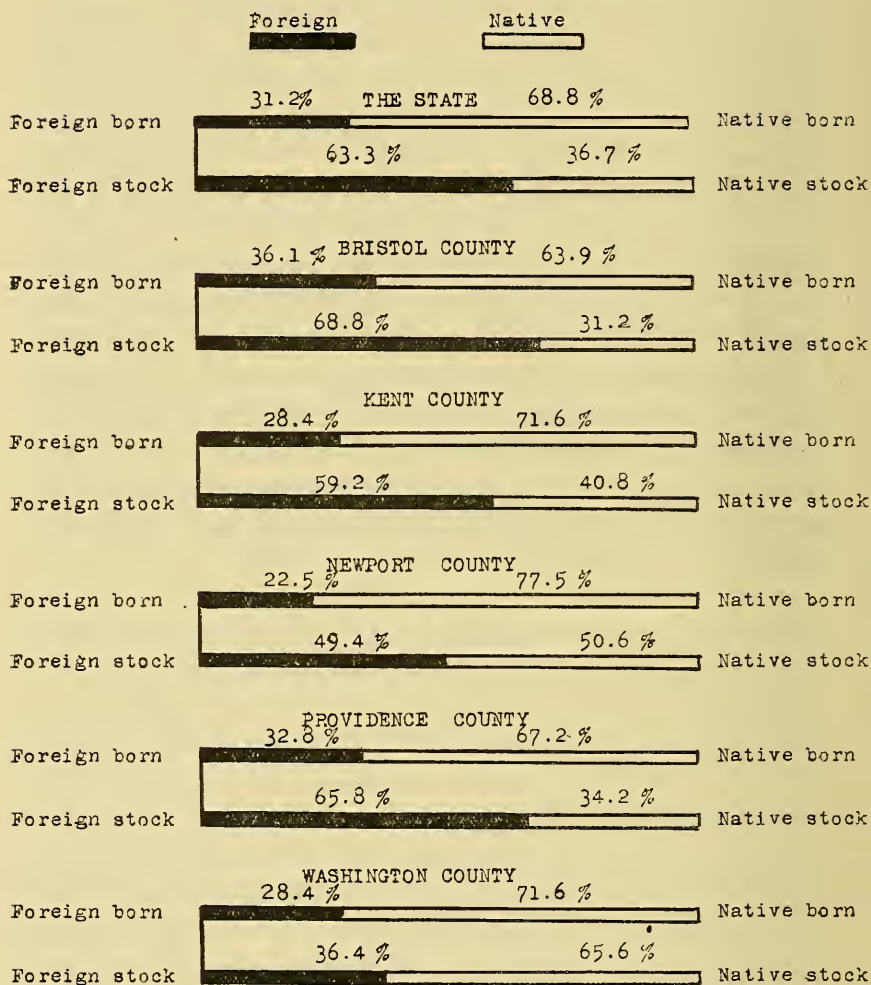 Foreign Native
31.2% THE STATE 68.8 %
Foreign born Native born
63.3 % 36.7 %
Foreign stock Native stock
36.1 % BRISTOL COUNTY 63.9 %
Foreign born Native born
68.8 % 31.2 %
Foreign stock Native stock
KENT COUNTY
28.4 % 71.6 %
Foreign born Native born
59.2 % 40.8 %
Foreign stock Native stock
NEWPORT COUNTY
22.5 % 77.5 %
Foreign born Native born
49.4 % 50.6 %
Foreign stock Native stock
PROVIDENCE COUNTY
32.8 % 67.2 %
Foreign born Native born
65.8 % 34.2 %
Foreign stock Native stock
WASHINGTON COUNTY
28.4 % 71.6 %
Foreign born Native born
36.4 % 65.6 %
Foreign stock Native stock